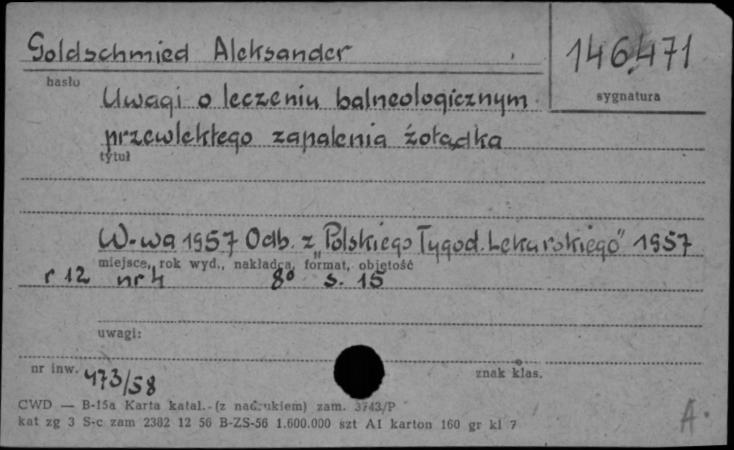 Goldschmied Aleksander
146.471
hasło
sygnatura
Uwagi o leczeniu balneologicznym
przewlekłego zapalenia żołądka
tytuł
W-wa 1957 Odb. z „Polskiego Tygod. Lekarskiego" 1957
miejsce, rok wyd., nakładca, format, objętość
r 12 nr 4 8° s. 15
uwagi:
nr inw. 473/58
znak klas.
CWD — B-15a Karta katal. (z nadrukiem) zam. 3743/P
kat zg 3 S-c zam 2382 12 56 B-ZS-56 1.600.000 szt A1 karton 160 gr kl 7
A.